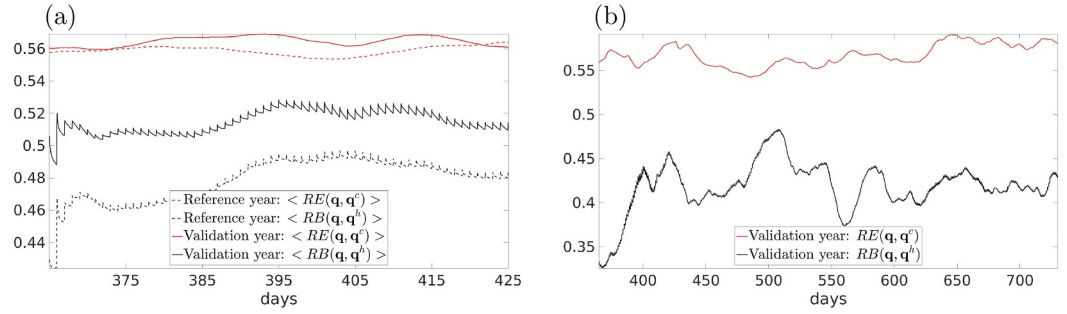 (a)
0.56
0.54
0.52
0.5
0.48
0.46
0.44
375 385 395 405 415 425
days
Reference year: < RE(q, q^c) >
Reference year: < RB(q, q^h) >
Validation year: < RE(q, q^c) >
Validation year: < RB(q, q^h) >
(b)
0.55
0.5
0.45
0.4
0.35
400 450 500 550 600 650 700
days
Validation year: RE(q, q^c)
Validation year: RB(q, q^h)